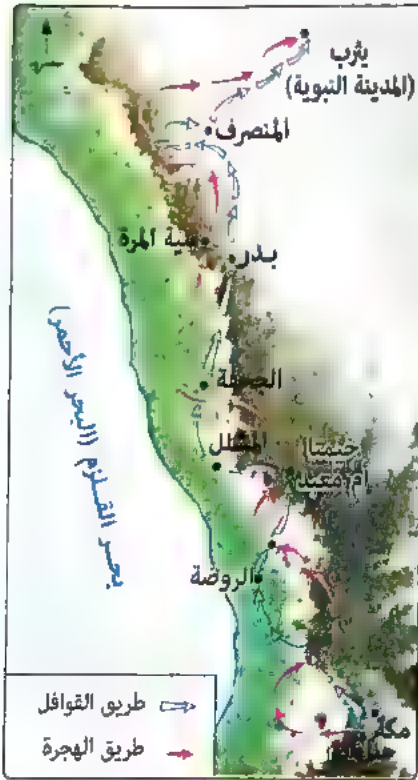 يثرب
(المدينة النبوية)
المنصرف
ثنية المرة
بدر
الجحفة
المشلل
خيمتا
أم معبد
الروضة
مكة
بحر القلزم (البحر الأحمر)
طريق القوافل
طريق الهجرة